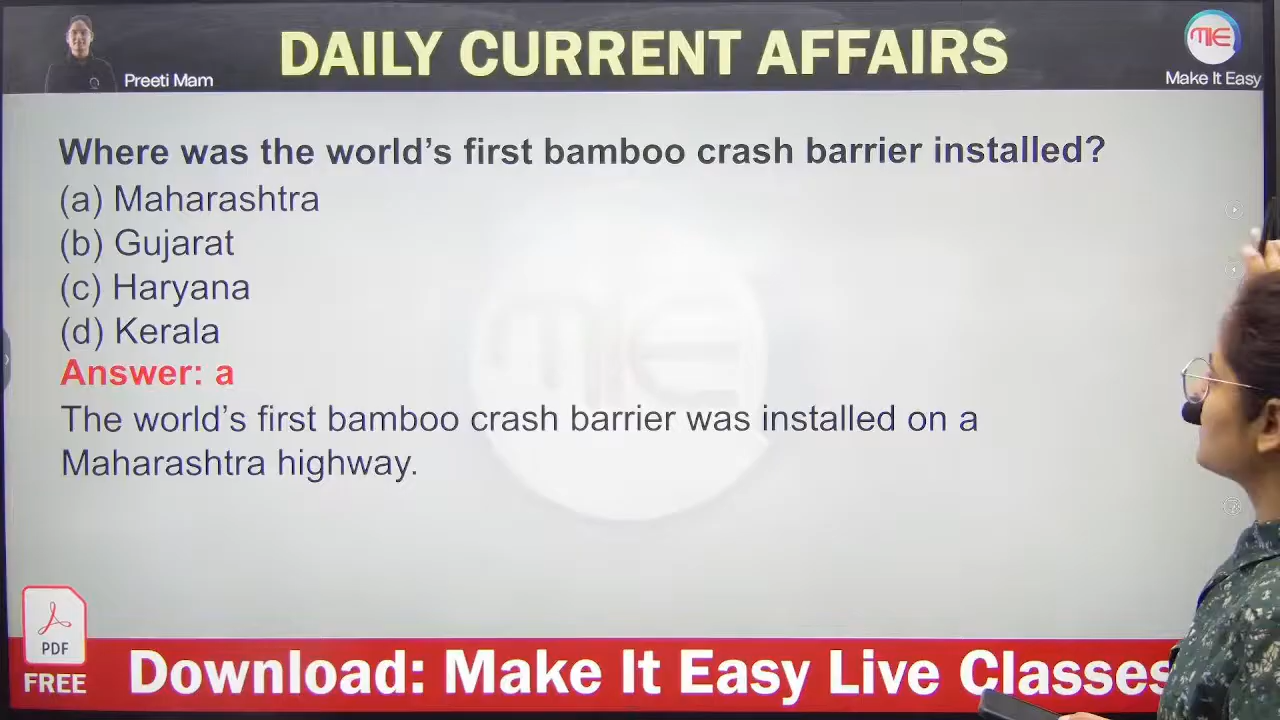 DAILY CURRENT AFFAIRS
Preeti Mam
MIE
Make It Easy
Where was the world's first bamboo crash barrier installed?
(a) Maharashtra
(b) Gujarat
(c) Haryana
(d) Kerala
Answer: a
The world's first bamboo crash barrier was installed on a
Maharashtra highway.
MIE
PDF
FREE
Download: Make It Easy Live Classes